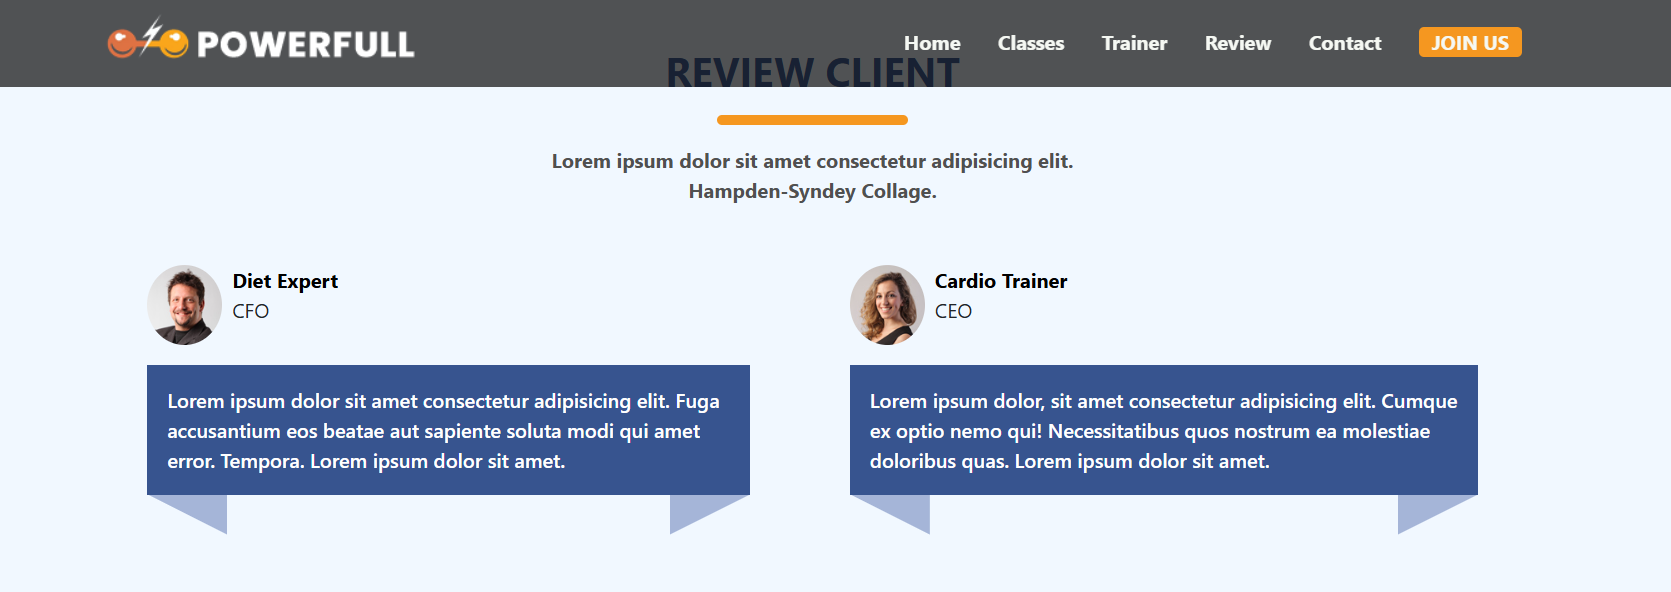 POWERFULL
Home Classes Trainer Review Contact JOIN US
REVIEW CLIENT
Lorem ipsum dolor sit amet consectetur adipisicing elit.
Hampden-Syndey Collage.
Diet Expert
CFO
Lorem ipsum dolor sit amet consectetur adipisicing elit. Fuga
accusantium eos beatae aut sapiente soluta modi qui amet
error. Tempora. Lorem ipsum dolor sit amet.
Cardio Trainer
CEO
Lorem ipsum dolor, sit amet consectetur adipisicing elit. Cumque
ex optio nemo qui! Necessitatibus quos nostrum ea molestiae
doloribus quas. Lorem ipsum dolor sit amet.